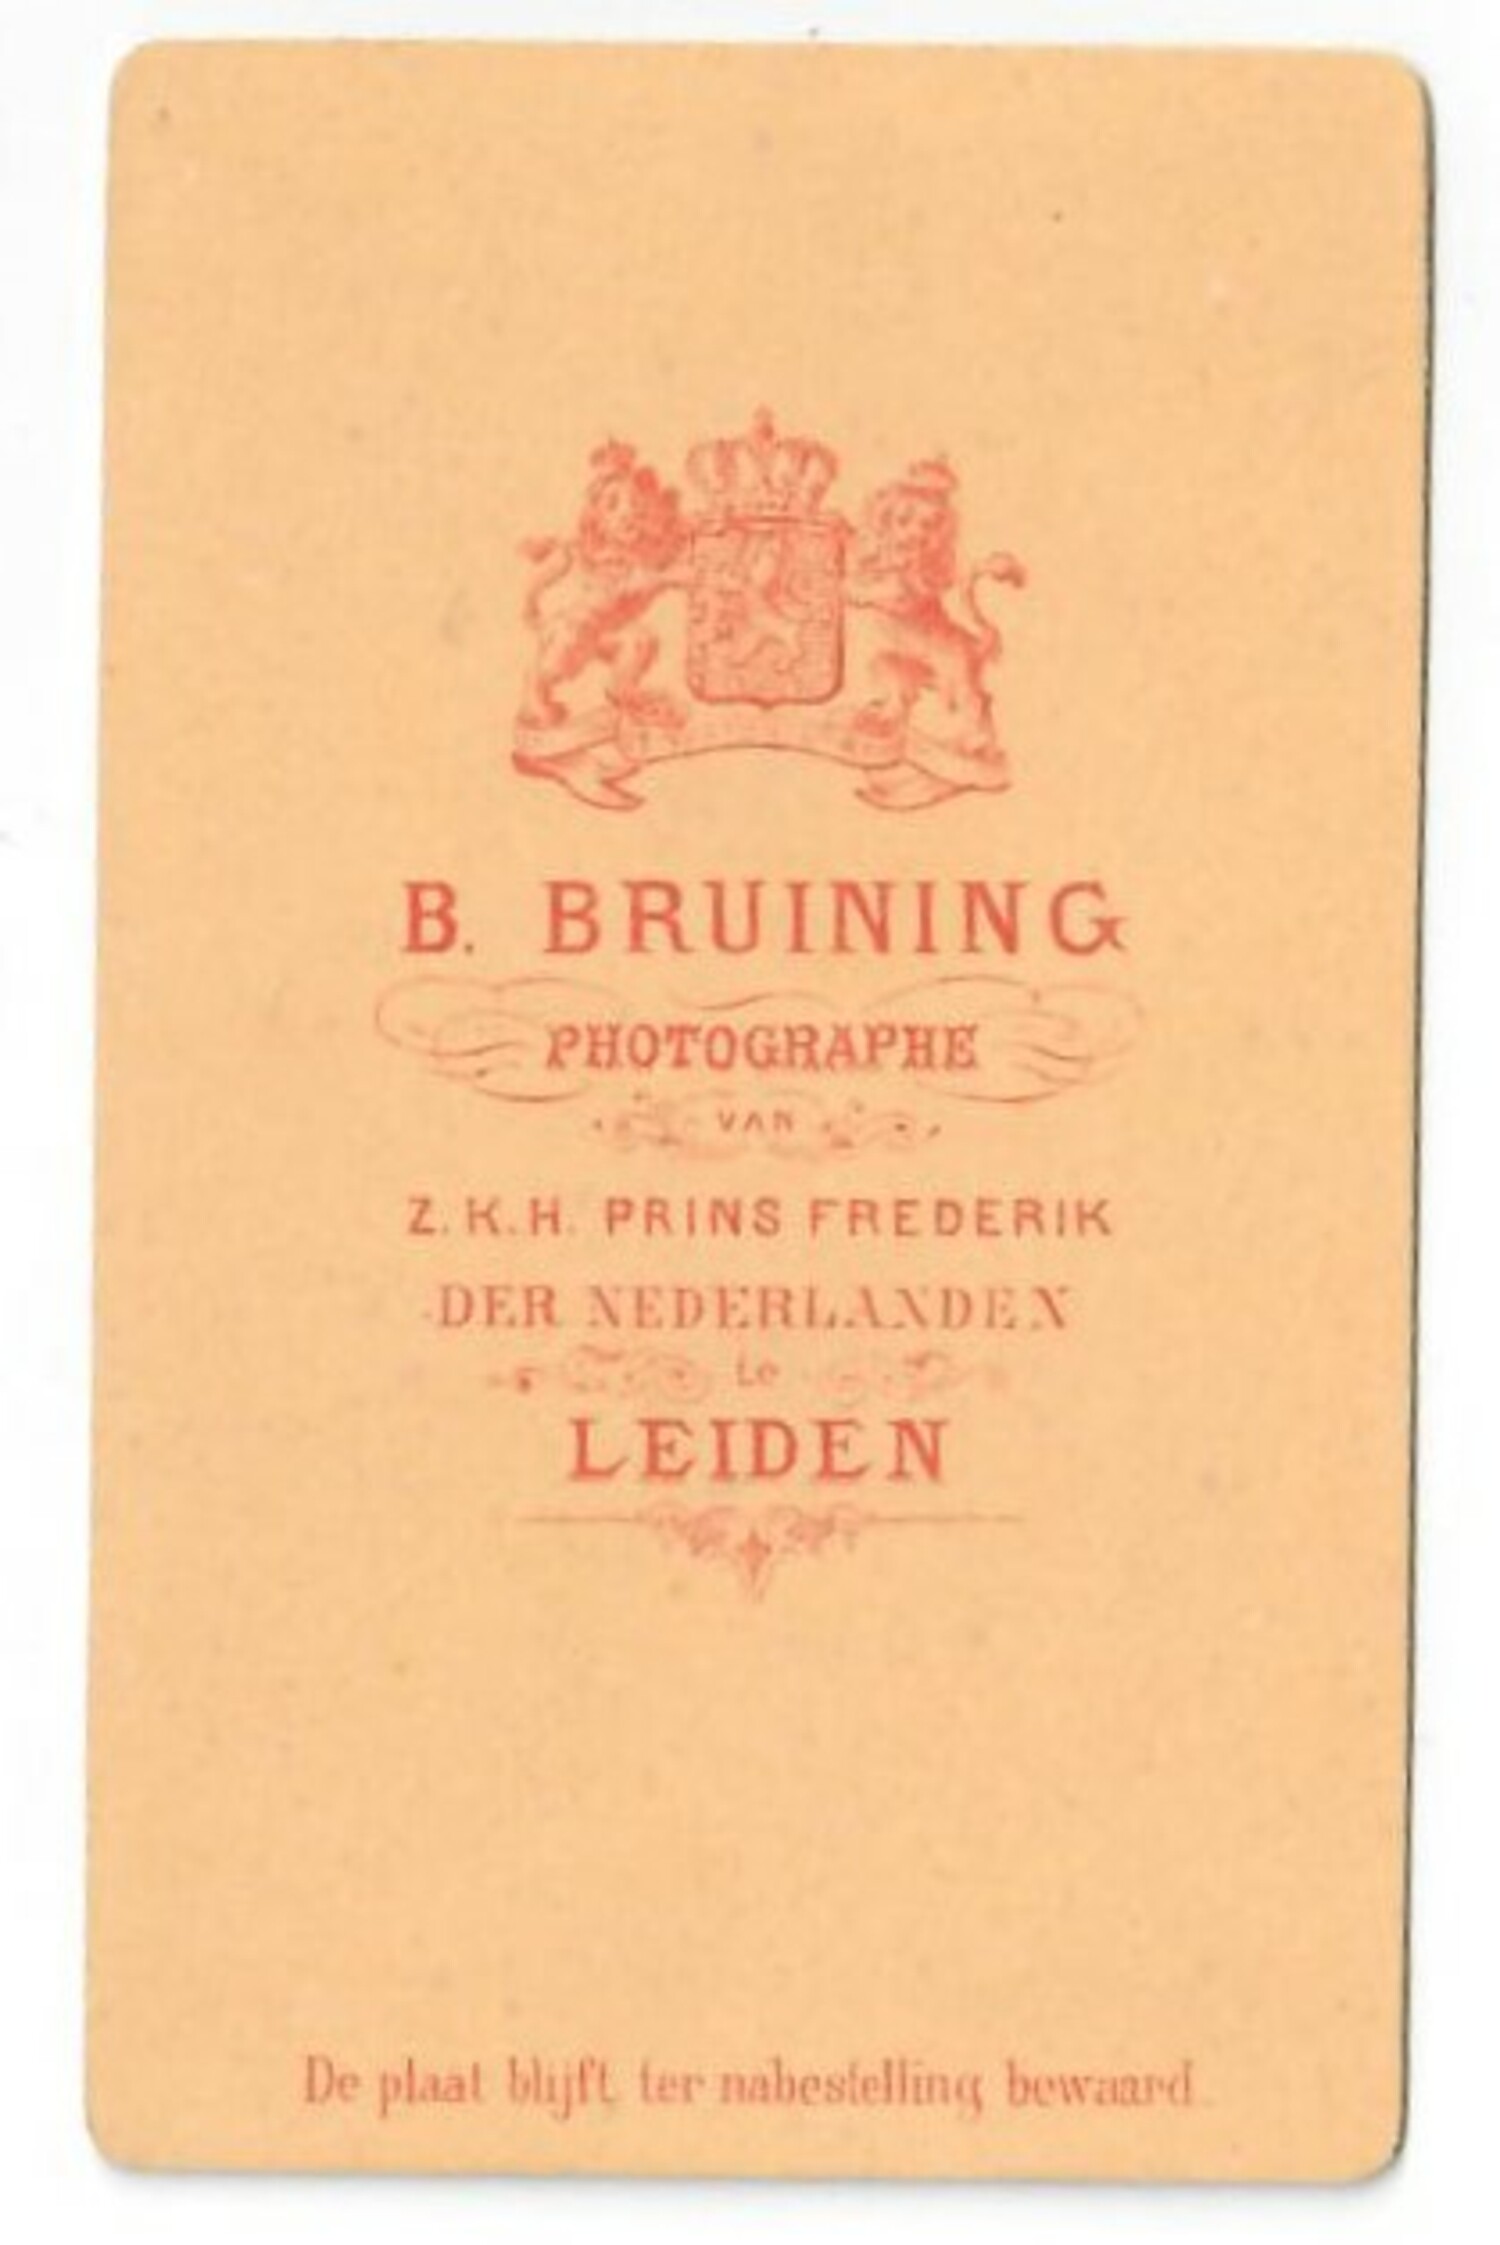 B. BRUINING
PHOTOGRAPHE
VAN
Z.K.H. PRINS FREDERIK
DER NEDERLANDEN
te
LEIDEN
De plaat blijft ter nabestelling bewaard.